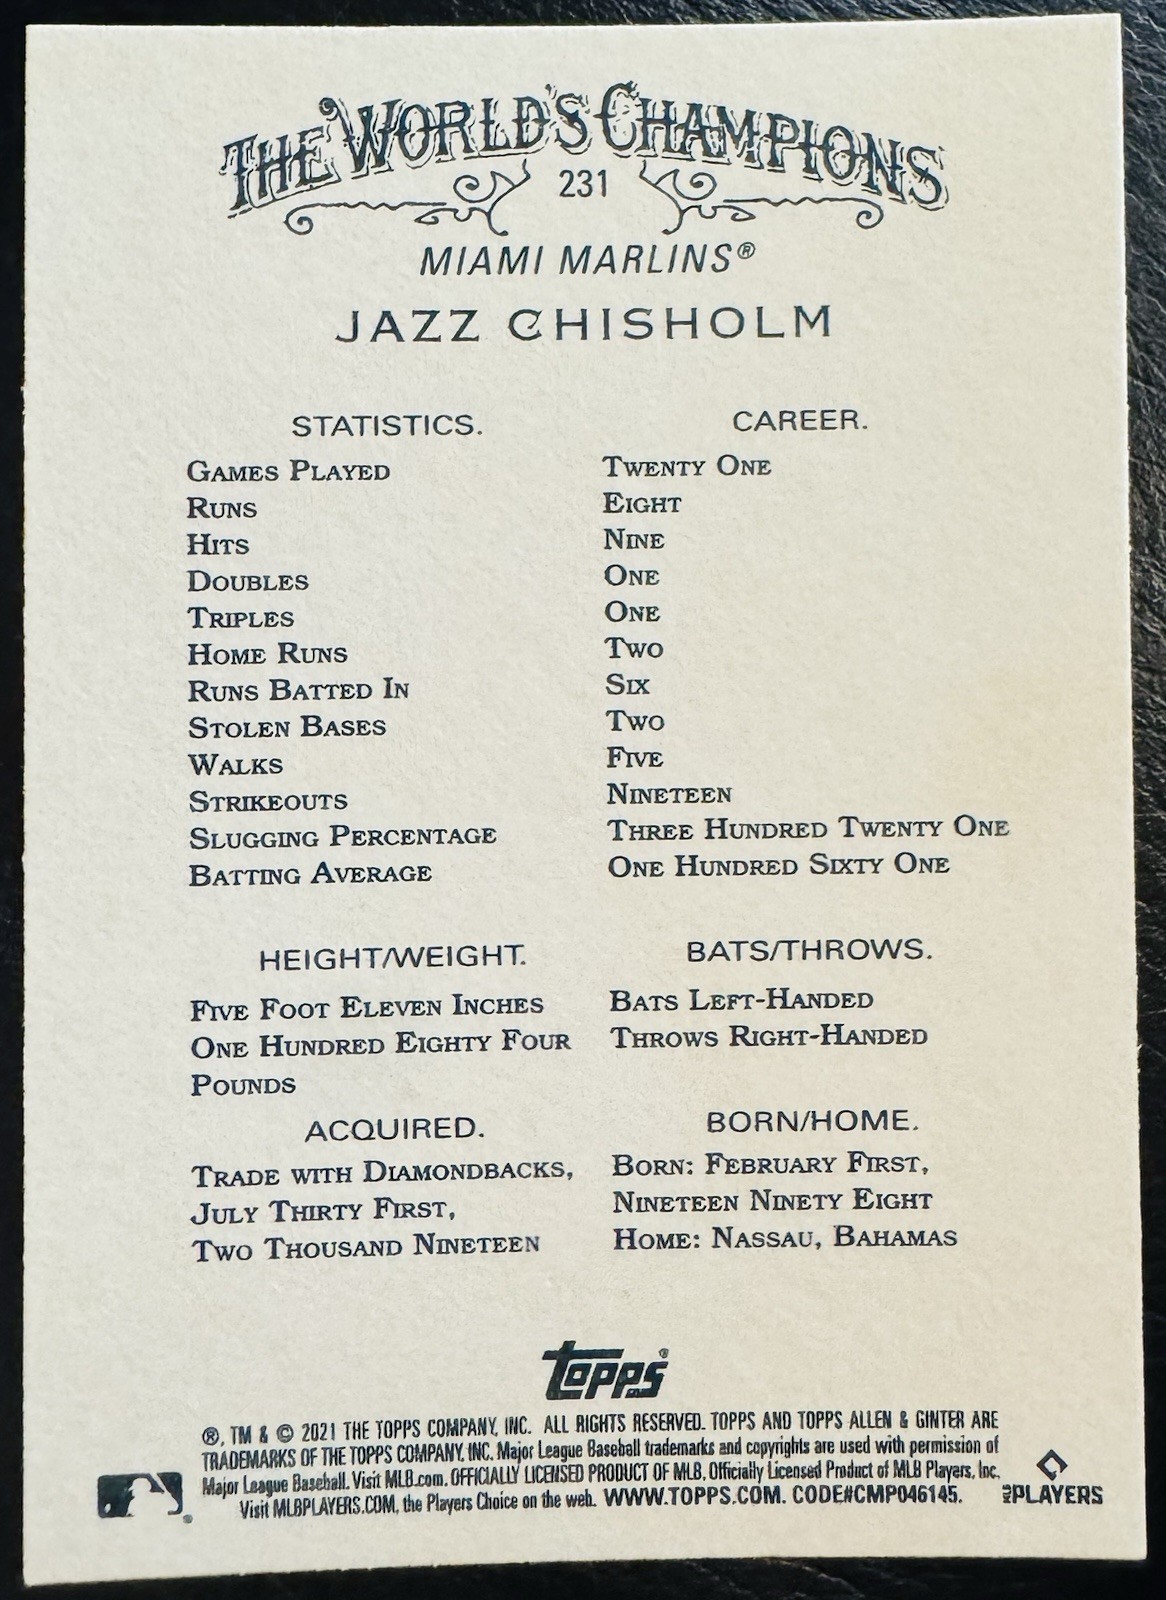 THE WORLD'S CHAMPIONS
231
MIAMI MARLINS®
JAZZ CHISHOLM
STATISTICS. CAREER.
GAMES PLAYED TWENTY ONE
RUNS EIGHT
HITS NINE
DOUBLES ONE
TRIPLES ONE
HOME RUNS TWO
RUNS BATTED IN SIX
STOLEN BASES TWO
WALKS FIVE
STRIKEOUTS NINETEEN
SLUGGING PERCENTAGE THREE HUNDRED TWENTY ONE
BATTING AVERAGE ONE HUNDRED SIXTY ONE
HEIGHT/WEIGHT.
FIVE FOOT ELEVEN INCHES
ONE HUNDRED EIGHTY FOUR
POUNDS
BATS/THROWS.
BATS LEFT-HANDED
THROWS RIGHT-HANDED
ACQUIRED.
TRADE WITH DIAMONDBACKS,
JULY THIRTY FIRST,
TWO THOUSAND NINETEEN
BORN/HOME.
BORN: FEBRUARY FIRST,
NINETEEN NINETY EIGHT
HOME: NASSAU, BAHAMAS
TOPPS®
®, TM & © 2021 THE TOPPS COMPANY, INC. ALL RIGHTS RESERVED. TOPPS AND TOPPS ALLEN & GINTER ARE
TRADEMARKS OF THE TOPPS COMPANY, INC. Major League Baseball trademarks and copyrights are used with permission of
Major League Baseball. Visit MLB.com. OFFICIALLY LICENSED PRODUCT OF MLB. Officially Licensed Product of MLB Players, Inc.
Visit MLBPLAYERS.COM, the Players Choice on the web. WWW.TOPPS.COM. CODE#CMP046145.
MLB PLAYERS